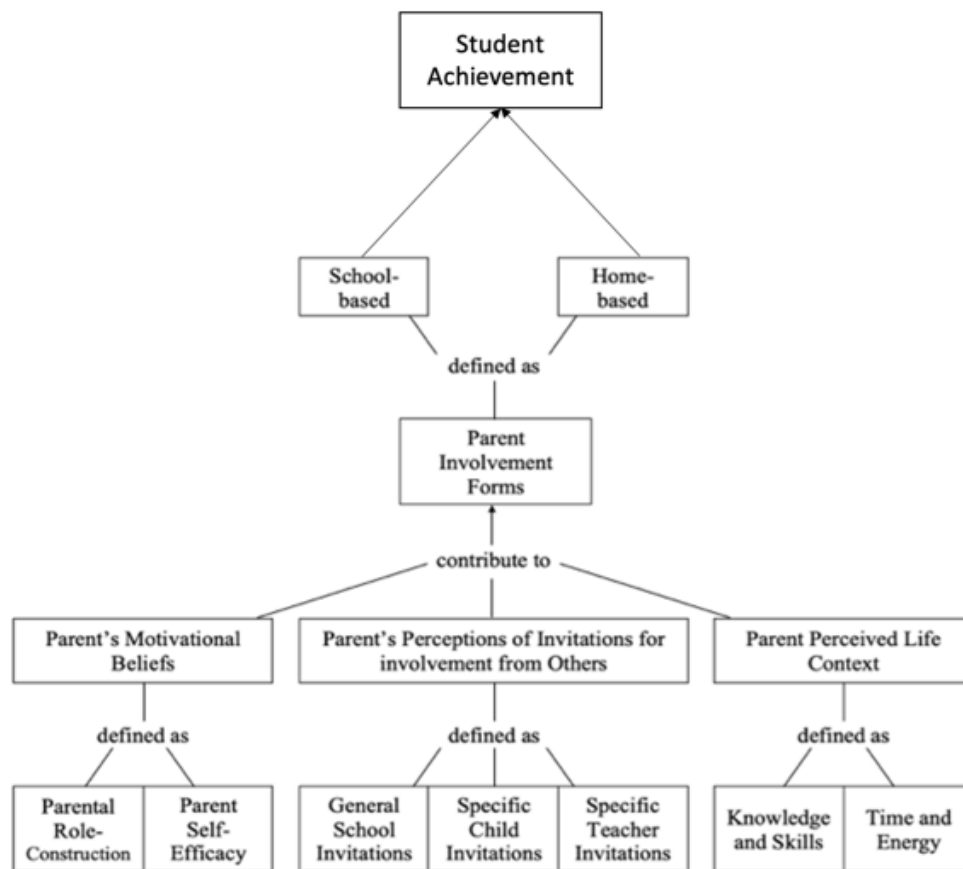 Student
Achievement
School-
based
Home-
based
defined as
Parent
Involvement
Forms
contribute to
Parent's Motivational
Beliefs
Parent's Perceptions of Invitations for
involvement from Others
Parent Perceived Life
Context
defined as
defined as
defined as
Parental
Role-
Construction
Parent
Self-
Efficacy
General
School
Invitations
Specific
Child
Invitations
Specific
Teacher
Invitations
Knowledge
and Skills
Time and
Energy